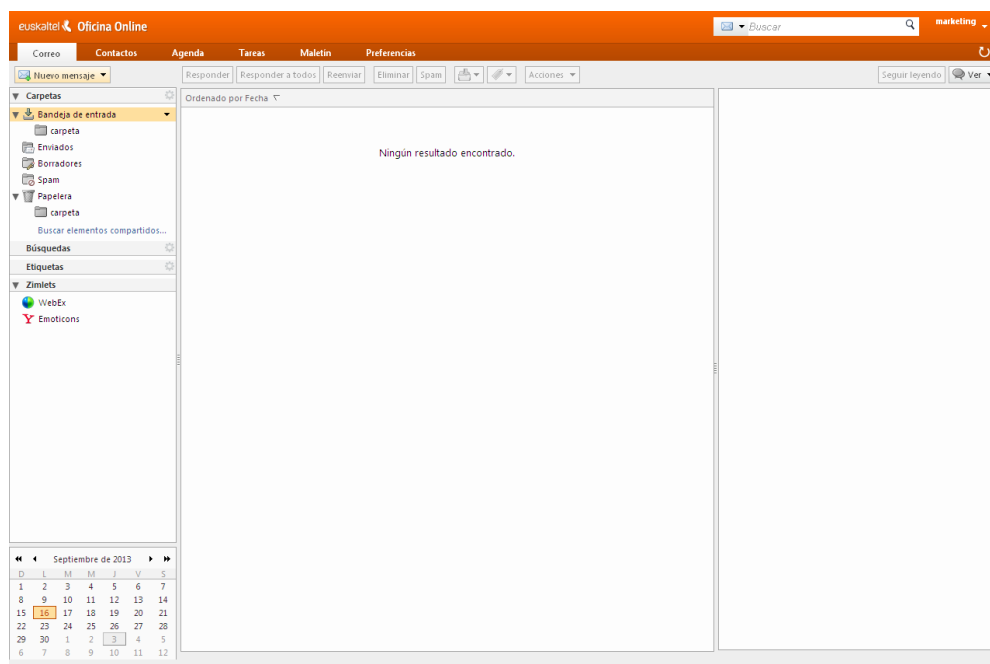 euskaltel Oficina Online
Buscar
marketing
Correo Contactos Agenda Tareas Maletín Preferencias
Nuevo mensaje
Responder Responder a todos Reenviar Eliminar Spam Acciones
Seguir leyendo Ver
Carpetas
Ordenado por Fecha
Bandeja de entrada
carpeta
Enviados
Borradores
Spam
Papelera
carpeta
Buscar elementos compartidos...
Búsquedas
Etiquetas
Zimlets
WebEx
Emoticons
Ningún resultado encontrado.
Septiembre de 2013
D L M M J V S
1 2 3 4 5 6 7
8 9 10 11 12 13 14
15 16 17 18 19 20 21
22 23 24 25 26 27 28
29 30 1 2 3 4 5
6 7 8 9 10 11 12